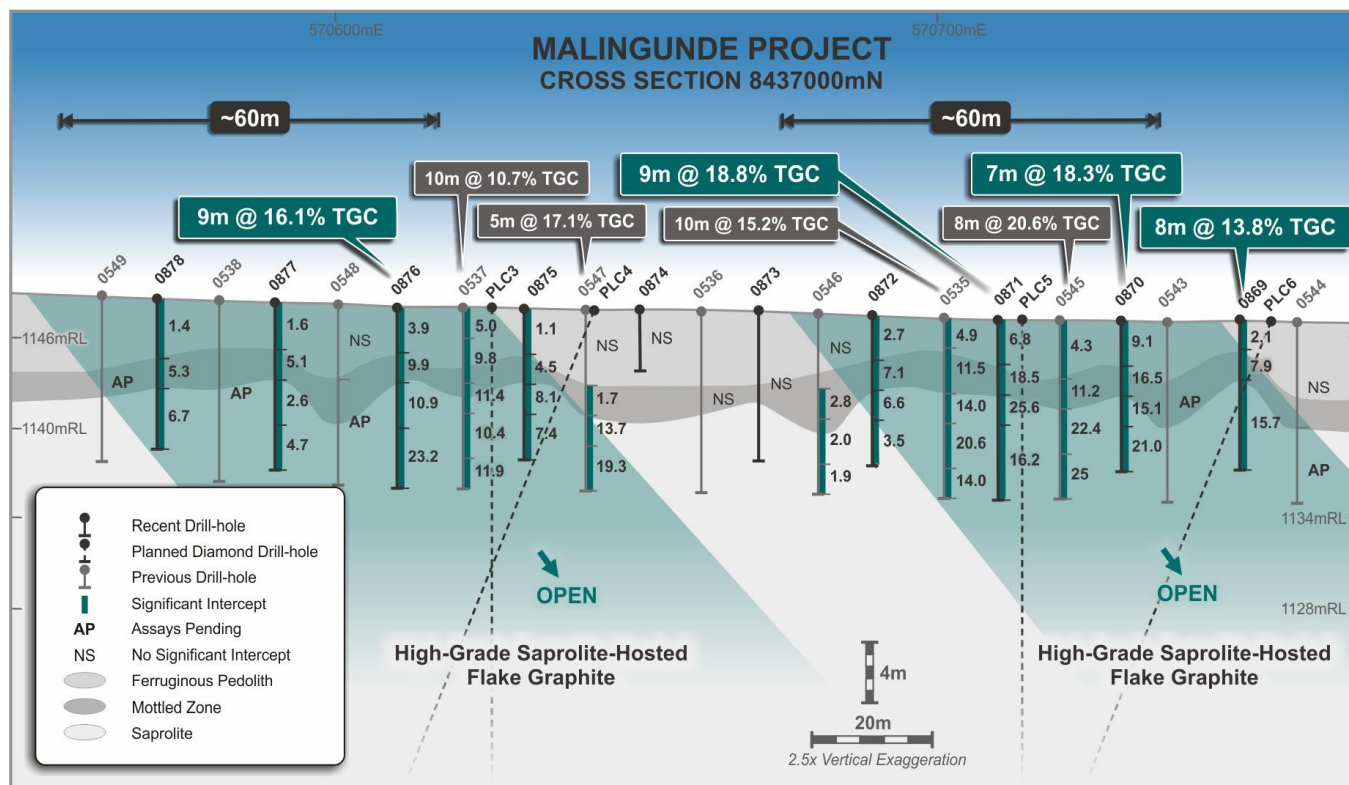 570600mE
570700mE
MALINGUNDE PROJECT
CROSS SECTION 8437000mN
~60m
~60m
10m @ 10.7% TGC
9m @ 18.8% TGC
7m @ 18.3% TGC
9m @ 16.1% TGC
5m @ 17.1% TGC
10m @ 15.2% TGC
8m @ 20.6% TGC
8m @ 13.8% TGC
0549
0878
0538
0877
0548
0876
0537
PLC3
0875
0547
PLC4
0874
0536
0873
0546
0872
0535
0871
PLC5
0545
0870
0543
0869
PLC6
0544
1146mRL
1140mRL
1134mRL
1128mRL
AP
1.4
5.3
6.7
AP
1.6
5.1
2.6
4.7
NS
AP
3.9
9.9
10.9
23.2
5.0
9.8
11.4
10.4
11.9
1.1
4.5
8.1
7.4
NS
1.7
13.7
19.3
NS
NS
NS
NS
2.8
2.0
1.9
2.7
7.1
6.6
3.5
4.9
11.5
14.0
20.6
14.0
6.8
18.5
25.6
16.2
4.3
11.2
22.4
25
9.1
16.5
15.1
21.0
AP
2.1
7.9
15.7
NS
AP
OPEN
OPEN
High-Grade Saprolite-Hosted
Flake Graphite
High-Grade Saprolite-Hosted
Flake Graphite
4m
20m
2.5x Vertical Exaggeration
Recent Drill-hole
Planned Diamond Drill-hole
Previous Drill-hole
Significant Intercept
AP Assays Pending
NS No Significant Intercept
Ferruginous Pedolith
Mottled Zone
Saprolite